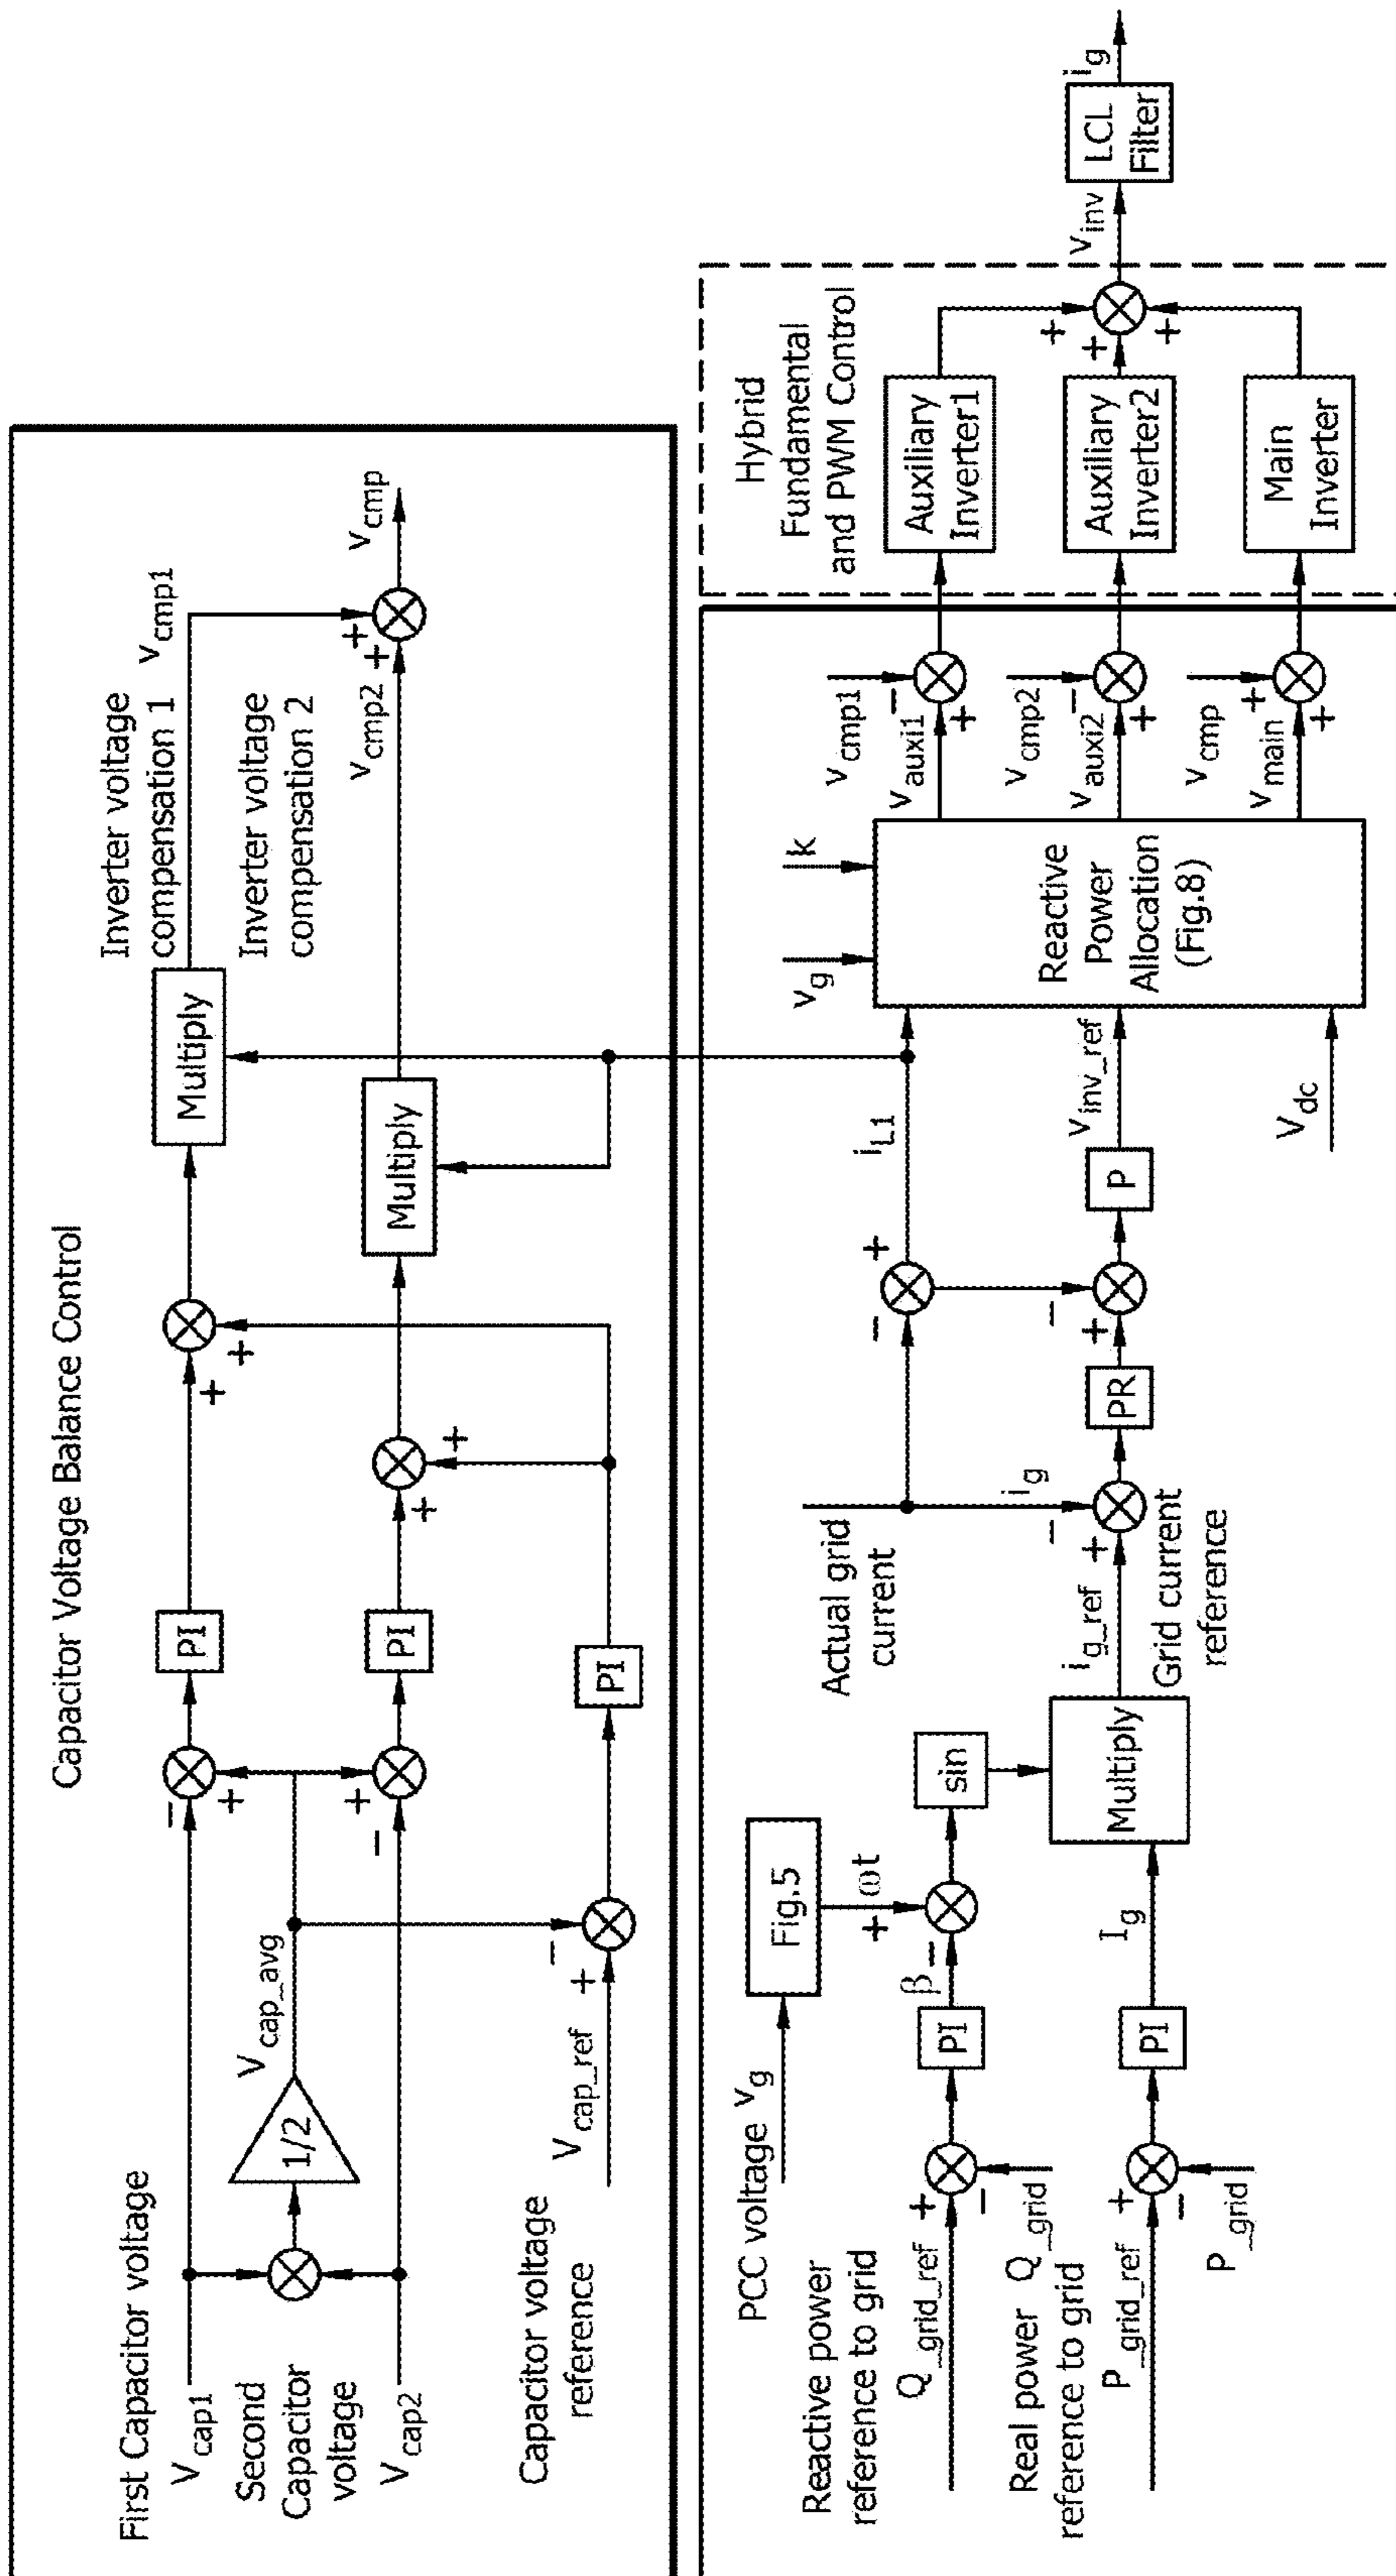 Capacitor Voltage Balance Control
First Capacitor voltage
V_cap1
Second
Capacitor
voltage
V_cap2
1/2
V_cap_avg
Capacitor voltage
reference
V_cap_ref
−
+
+
−
−
+
PI
PI
PI
+
+
+
+
Multiply
Multiply
Inverter voltage
compensation 1
v_cmp1
Inverter voltage
compensation 2
v_cmp2
+
+
v_cmp
PCC voltage v_g
Fig.5
ωt
+
−
β
Reactive power
reference to grid
Q_grid_ref
+
−
Q_grid
PI
Real power
reference to grid
P_grid_ref
+
−
P_grid
PI
I_g
sin
Multiply
i_g_ref
Grid current
reference
Actual grid
current
i_g
−
+
PR
−
+
−
+
P
i_L1
v_inv_ref
V_dc
v_g
k
Reactive
Power
Allocation
(Fig.8)
v_cmp1
v_auxi1
−
+
v_cmp2
v_auxi2
−
+
v_cmp
v_main
+
+
Hybrid
Fundamental
and PWM Control
Auxiliary
Inverter1
Auxiliary
Inverter2
Main
Inverter
+
+
+
v_inv
LCL
Filter
i_g